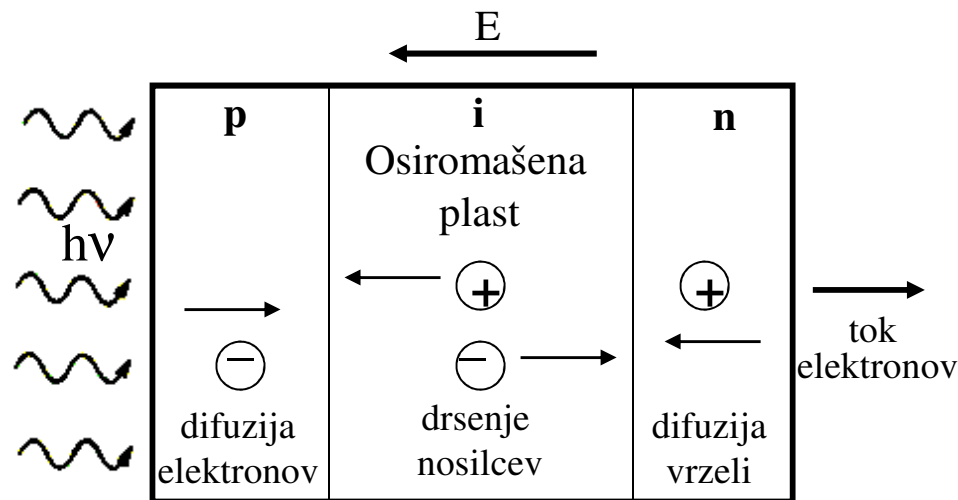 E
p
i
n
Osiromašena
plast
hν
+
+
−
−
tok
elektronov
difuzija
elektronov
drsenje
nosilcev
difuzija
vrzeli